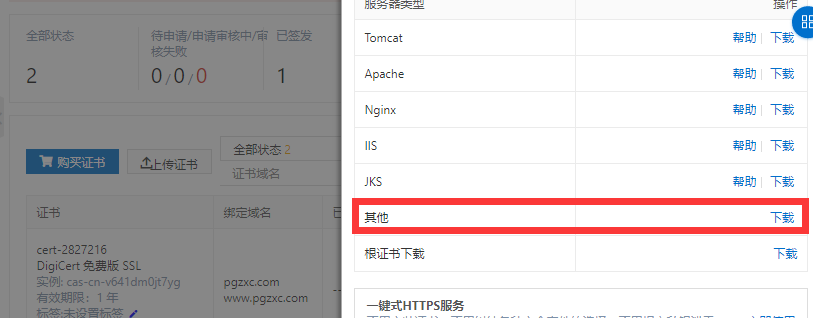 全部状态
2
待申请/申请审核中/审
核失败
0/0/0
已签发
1
购买证书
上传证书
全部状态 2
证书域名
证书
绑定域名
cert-2827216
DigiCert 免费版 SSL
实例: cas-cn-v641dm0jt7yg
有效期限: 1 年
标签:未设置标签
pgzxc.com
www.pgzxc.com
--
服务器类型
操作
Tomcat
帮助
下载
Apache
帮助
下载
Nginx
帮助
下载
IIS
帮助
下载
JKS
帮助
下载
其他
下载
根证书下载
下载
一键式HTTPS服务